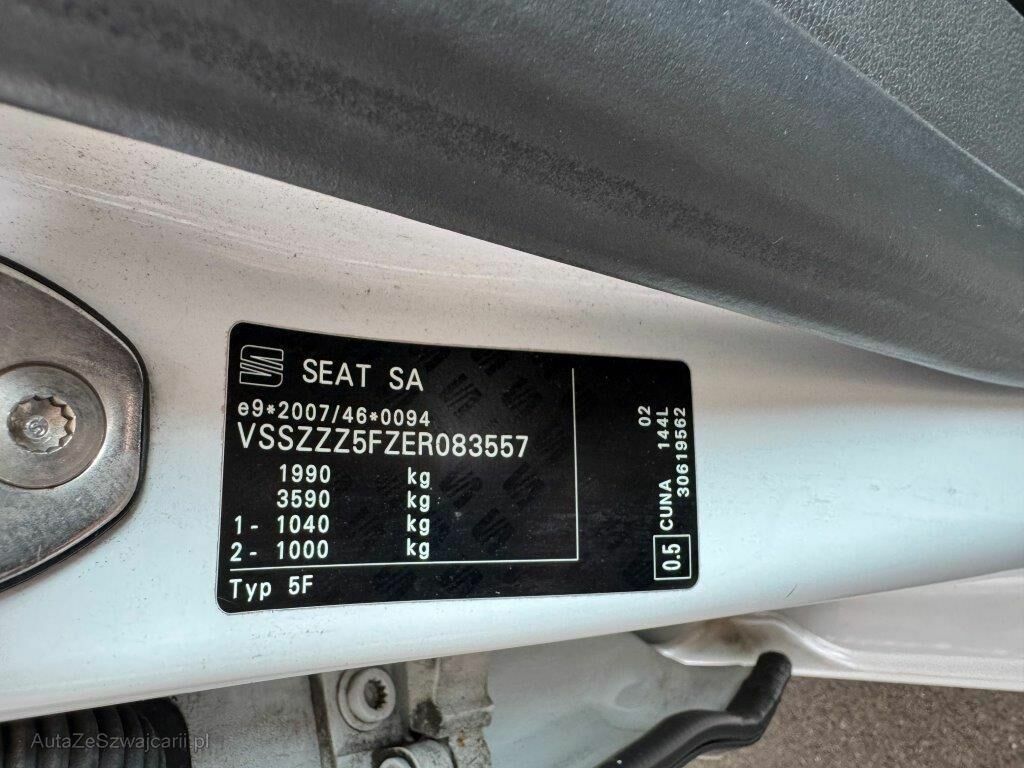 SEAT SA
e9*2007/46*0094
VSSZZZ5FZER083557
1990 kg
3590 kg
1- 1040 kg
2- 1000 kg
Typ 5F
02
0.5 CUNA 144L
30619562
AutaZeSzwajcarii.pl